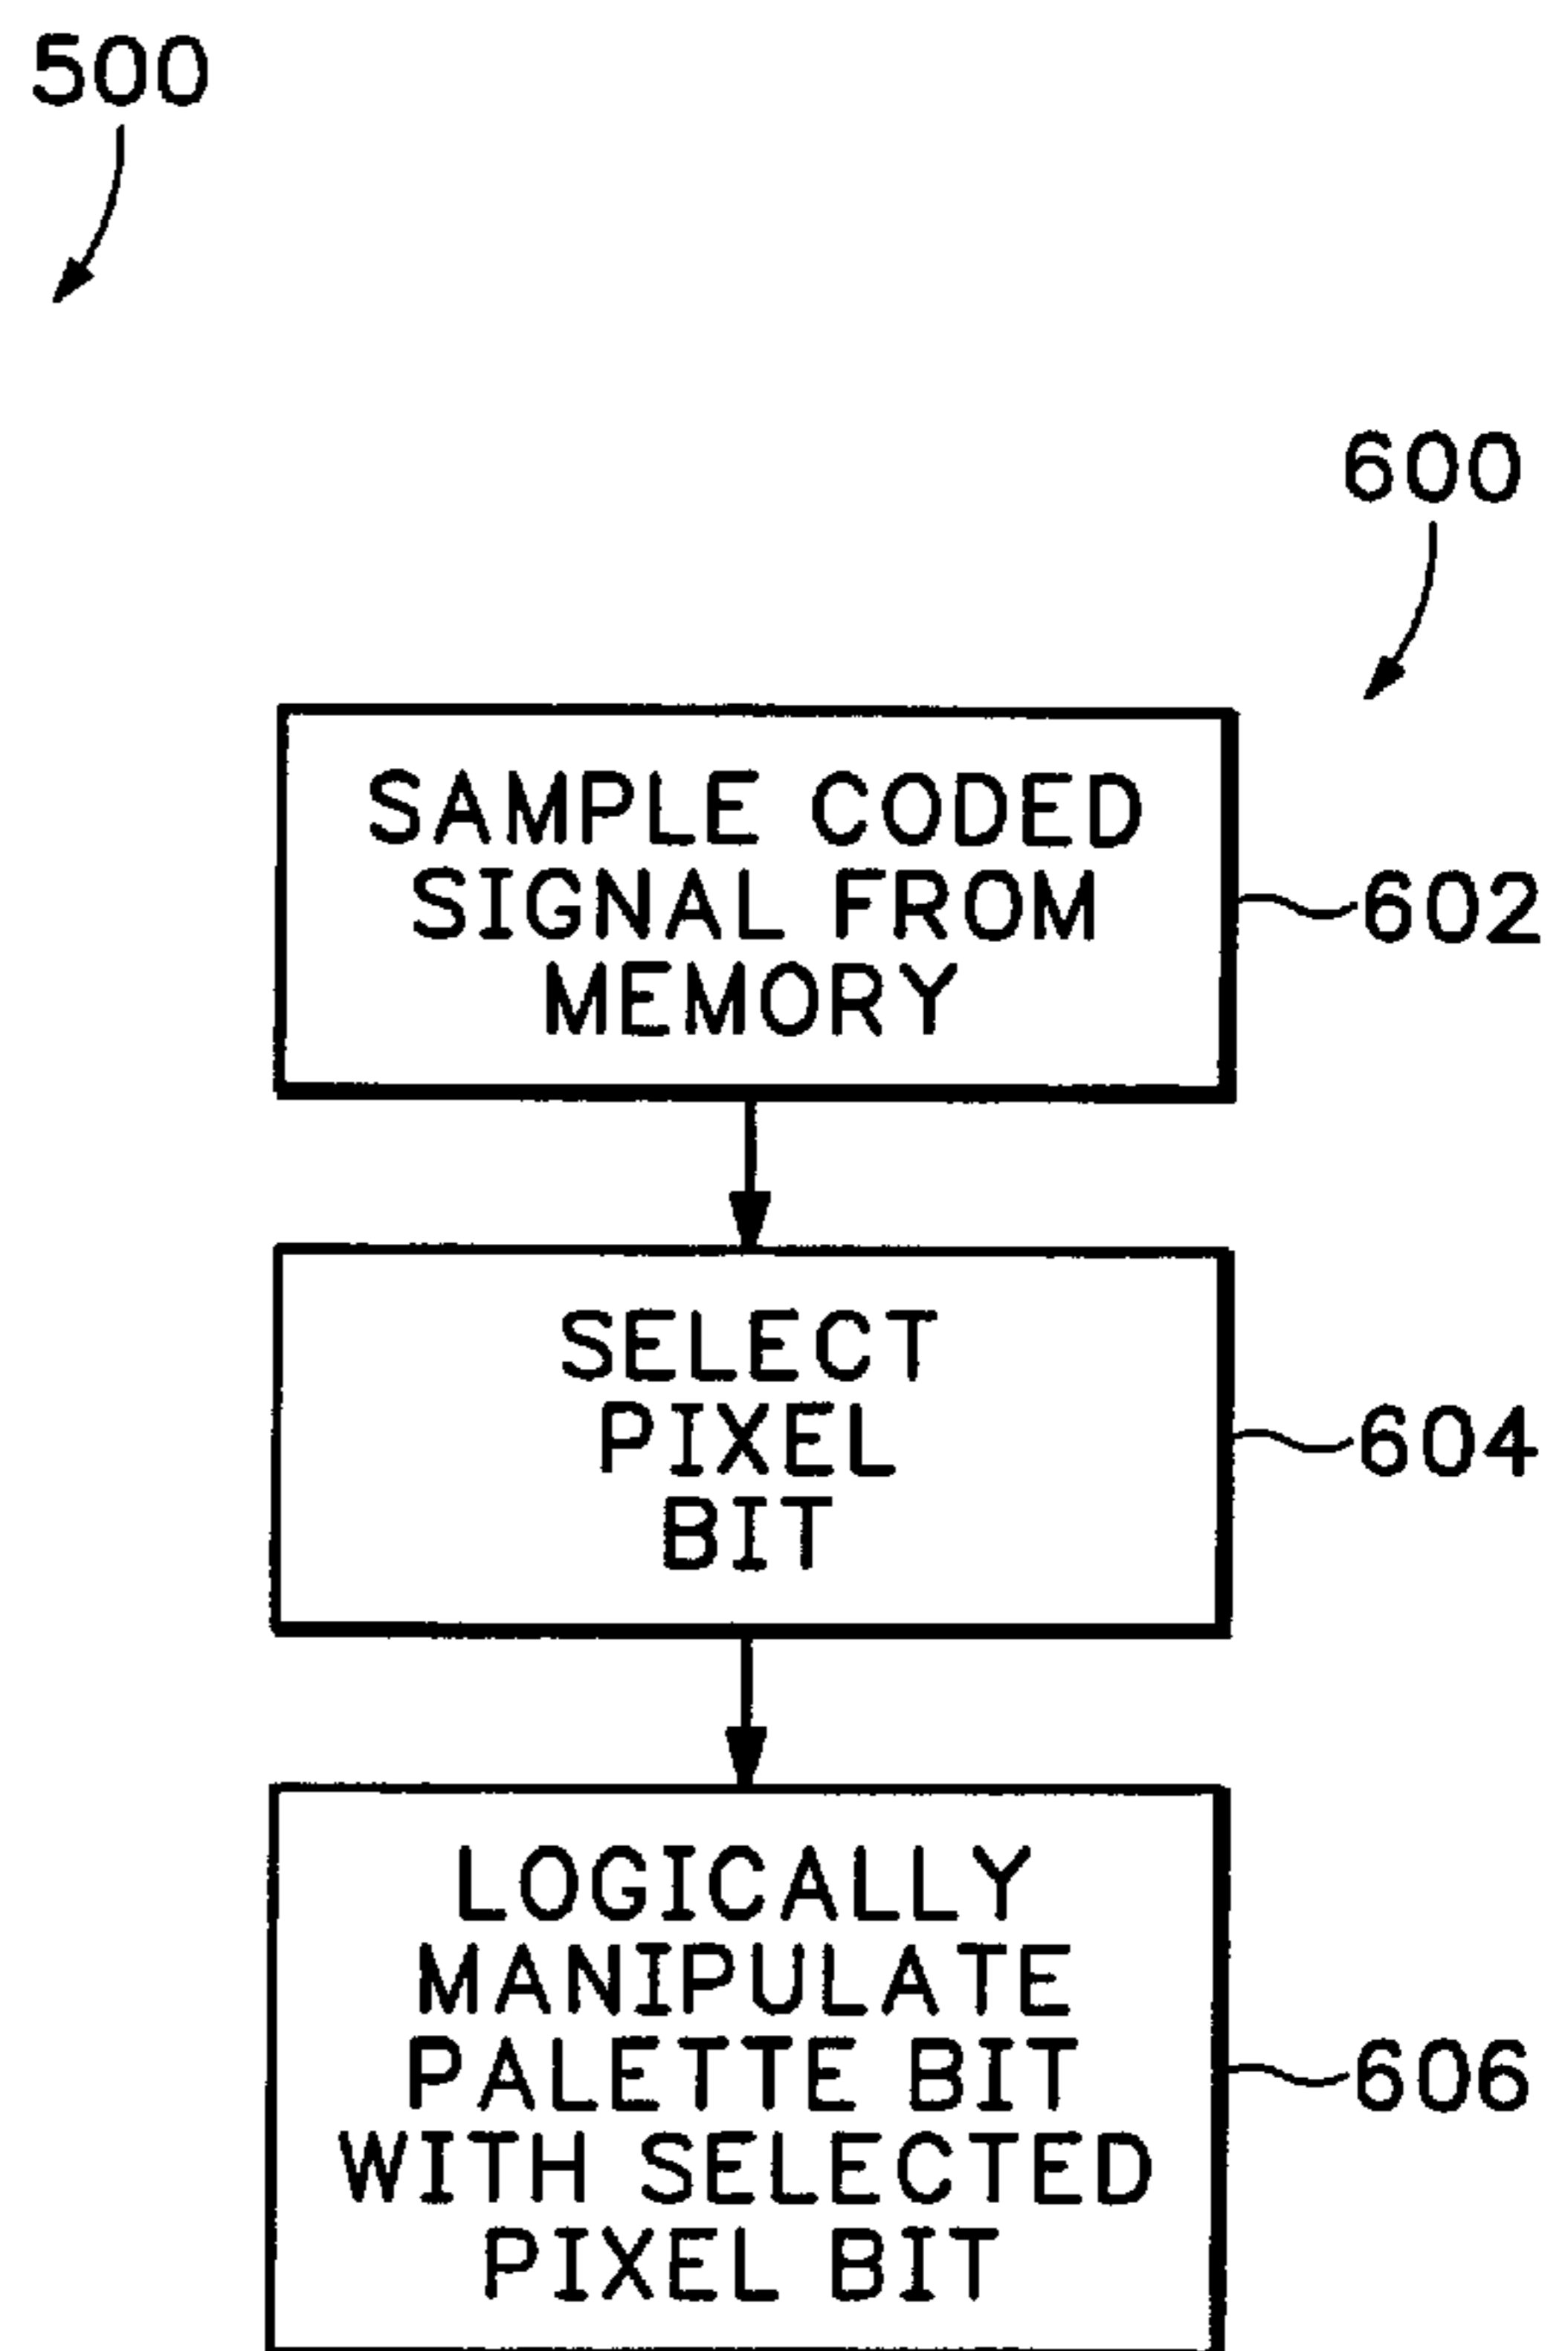 500
600
SAMPLE CODED
SIGNAL FROM
MEMORY
602
SELECT
PIXEL
BIT
604
LOGICALLY
MANIPULATE
PALETTE BIT
WITH SELECTED
PIXEL BIT
606